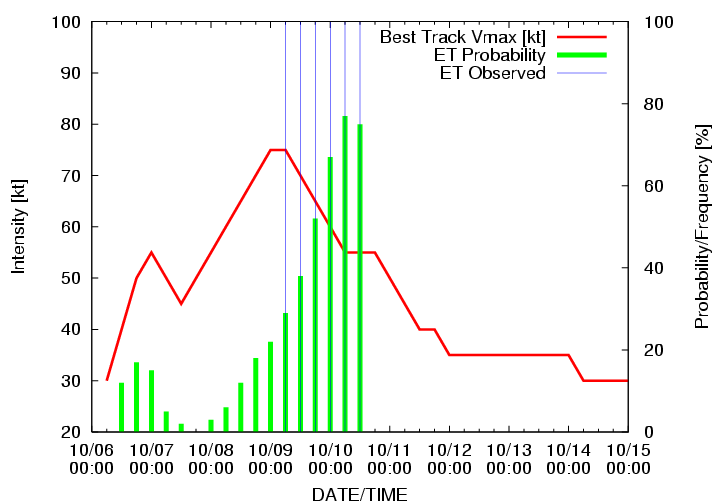 100
90
80
70
60
50
40
30
20
100
80
60
40
20
0
Intensity [kt]
Probability/Frequency [%]
Best Track Vmax [kt]
ET Probability
ET Observed
10/06 10/07 10/08 10/09 10/10 10/11 10/12 10/13 10/14 10/15
00:00 00:00 00:00 00:00 00:00 00:00 00:00 00:00 00:00 00:00
DATE/TIME